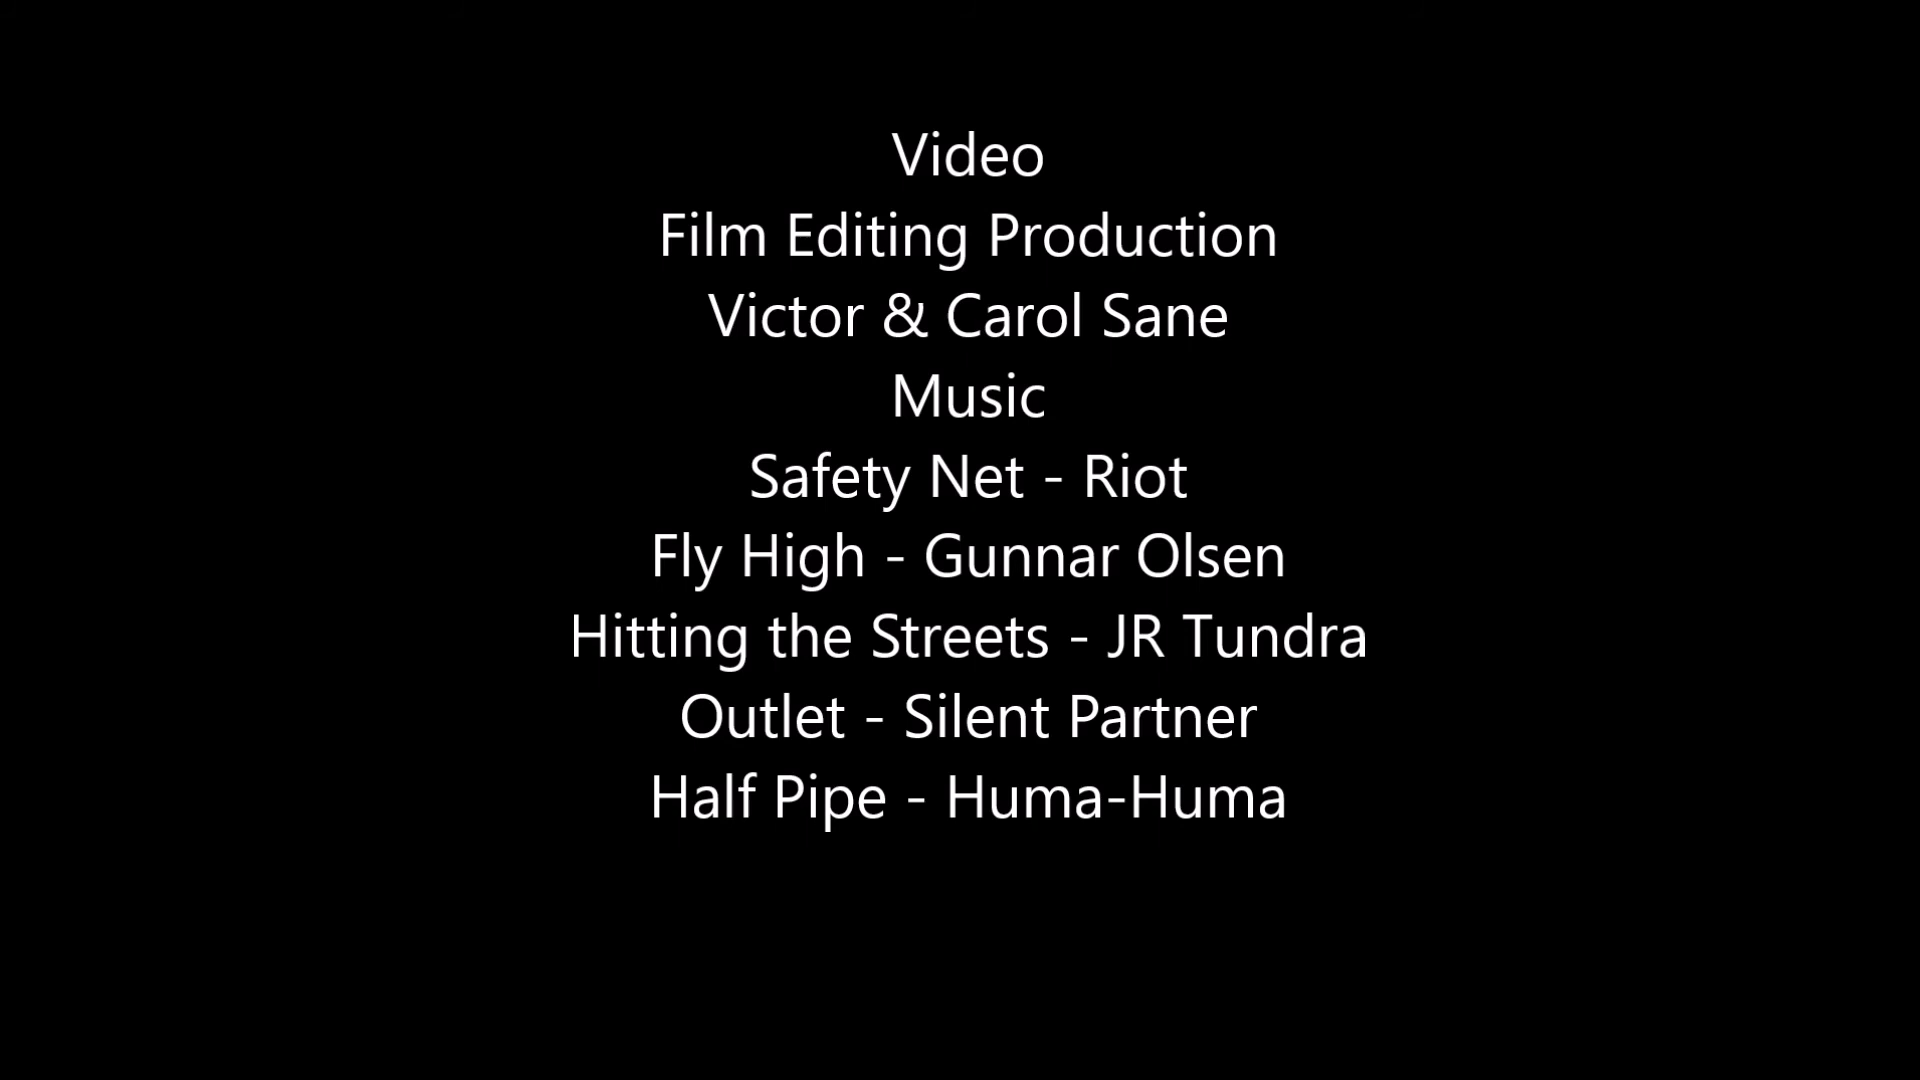 Video
Film Editing Production
Victor & Carol Sane
Music
Safety Net - Riot
Fly High - Gunnar Olsen
Hitting the Streets - JR Tundra
Outlet - Silent Partner
Half Pipe - Huma-Huma